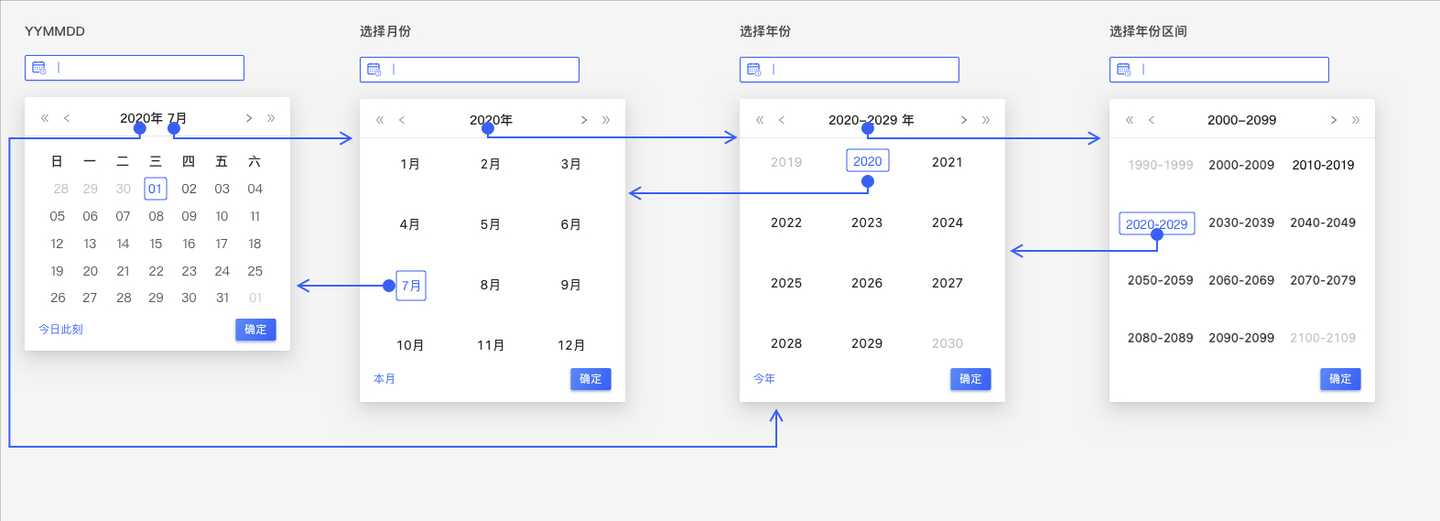 YYMMDD
2020年 7月
日 一 二 三 四 五 六
28 29 30 01 02 03 04
05 06 07 08 09 10 11
12 13 14 15 16 17 18
19 20 21 22 23 24 25
26 27 28 29 30 31 01
今日此刻 确定
选择月份
2020年
1月 2月 3月
4月 5月 6月
7月 8月 9月
10月 11月 12月
本月 确定
选择年份
2020-2029 年
2019 2020 2021
2022 2023 2024
2025 2026 2027
2028 2029 2030
今年 确定
选择年份区间
2000-2099
1990-1999 2000-2009 2010-2019
2020-2029 2030-2039 2040-2049
2050-2059 2060-2069 2070-2079
2080-2089 2090-2099 2100-2109
确定